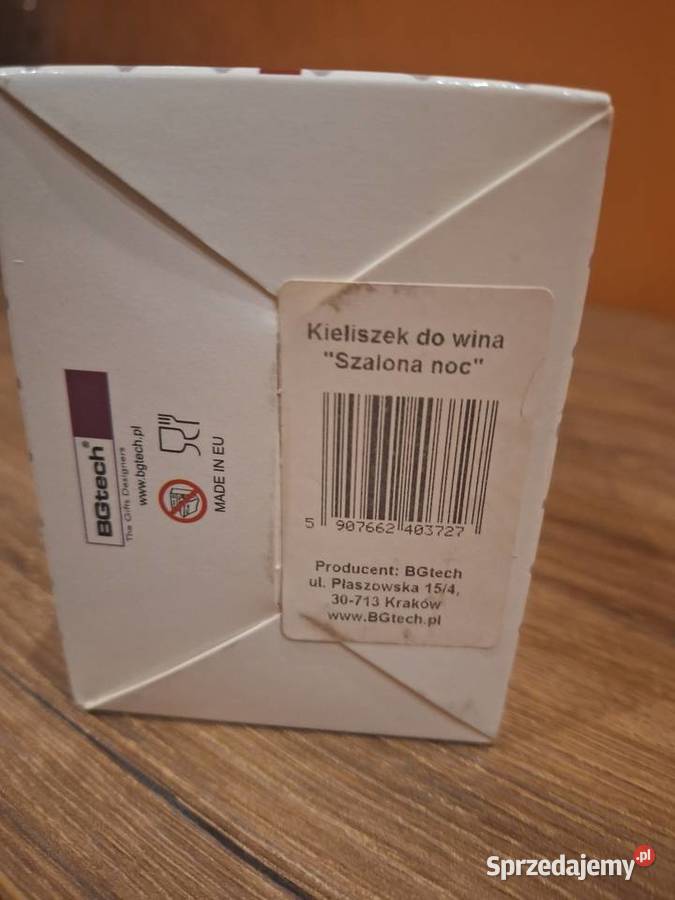 Kieliszek do wina
"Szalona noc"
5 907662 403727
Producent: BGtech
ul. Płaszowska 15/4,
30-713 Kraków
www.BGtech.pl
BGtech®
The Gifts Designers
www.bgtech.pl
MADE IN EU
Sprzedajemy.pl